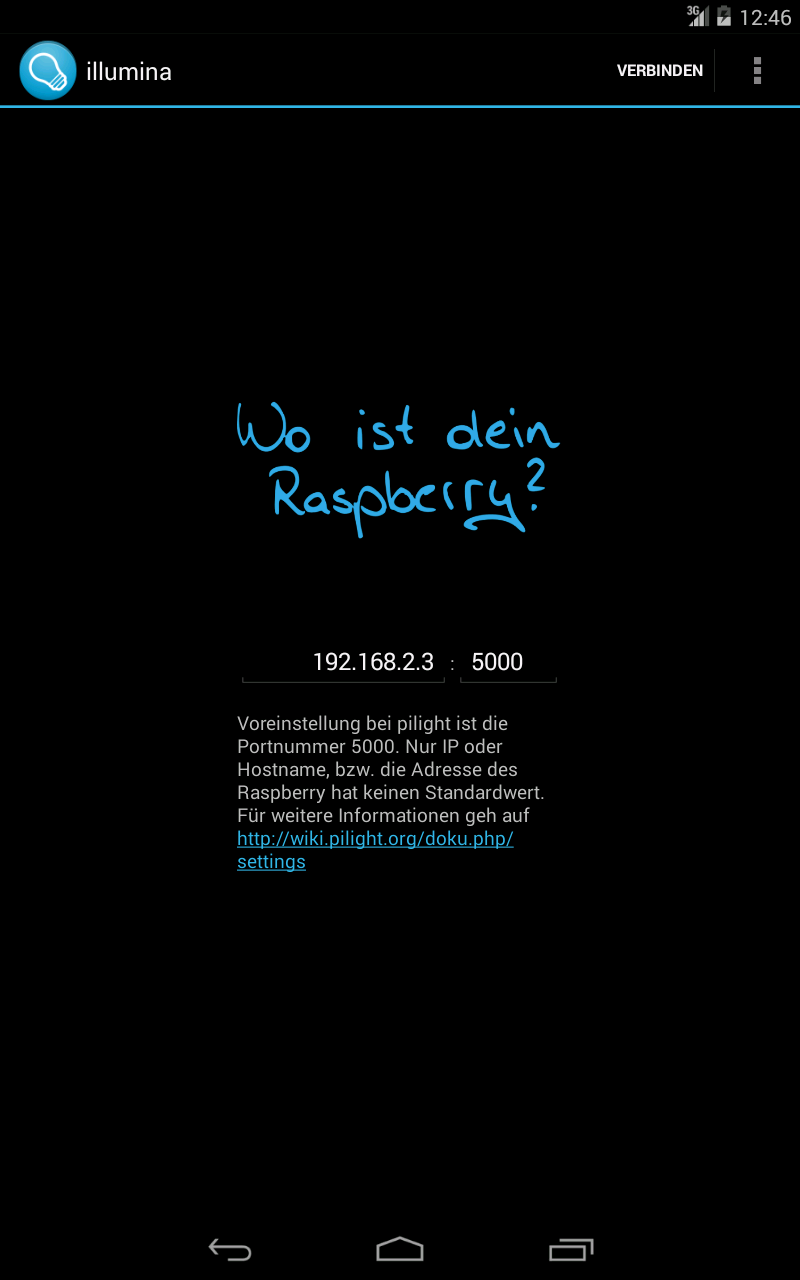 3G 12:46
illumina VERBINDEN
Wo ist dein
Raspberry?
192.168.2.3 : 5000
Voreinstellung bei pilight ist die
Portnummer 5000. Nur IP oder
Hostname, bzw. die Adresse des
Raspberry hat keinen Standardwert.
Für weitere Informationen geh auf
http://wiki.pilight.org/doku.php/
settings